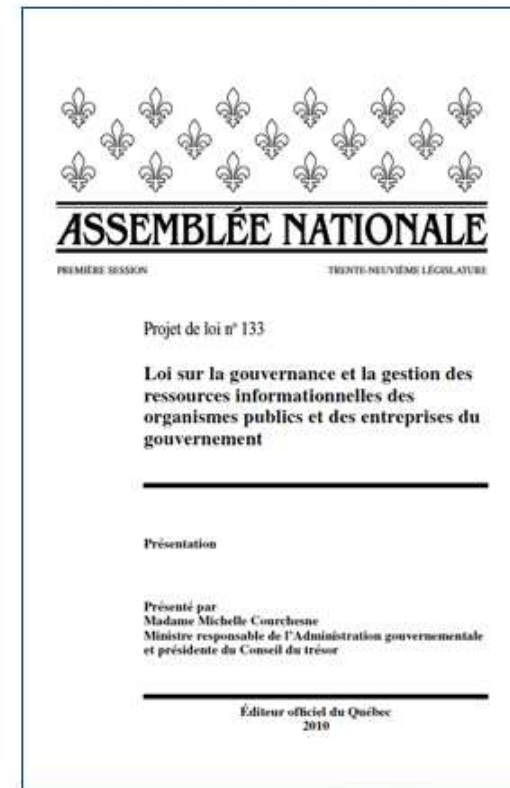 ASSEMBLÉE NATIONALE
PREMIÈRE SESSION TRENTE-NEUVIÈME LÉGISLATURE
Projet de loi nº 133
Loi sur la gouvernance et la gestion des
ressources informationnelles des
organismes publics et des entreprises du
gouvernement
Présentation
Présenté par
Madame Michelle Courchesne
Ministre responsable de l'Administration gouvernementale
et présidente du Conseil du trésor
Éditeur officiel du Québec
2010